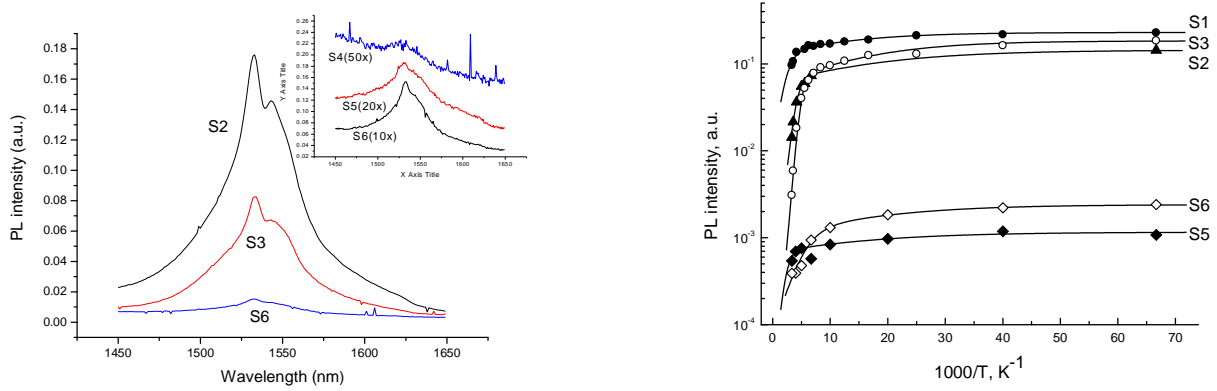 0.18
0.16
0.14
0.12
0.10
0.08
0.06
0.04
0.02
0.00
PL intensity (a.u.)
1450 1500 1550 1600 1650
Wavelength (nm)
S2
S3
S6
0.26
0.24
0.22
0.20
0.18
0.16
0.14
0.12
0.10
0.08
0.06
0.04
0.02
Y Axis Title
S4(50x)
S5(20x)
S6(10x)
1450 1500 1550 1600 1650
X Axis Title
10⁻¹
10⁻²
10⁻³
10⁻⁴
PL intensity, a.u.
S1
S3
S2
S6
S5
0 10 20 30 40 50 60 70
1000/T, K⁻¹